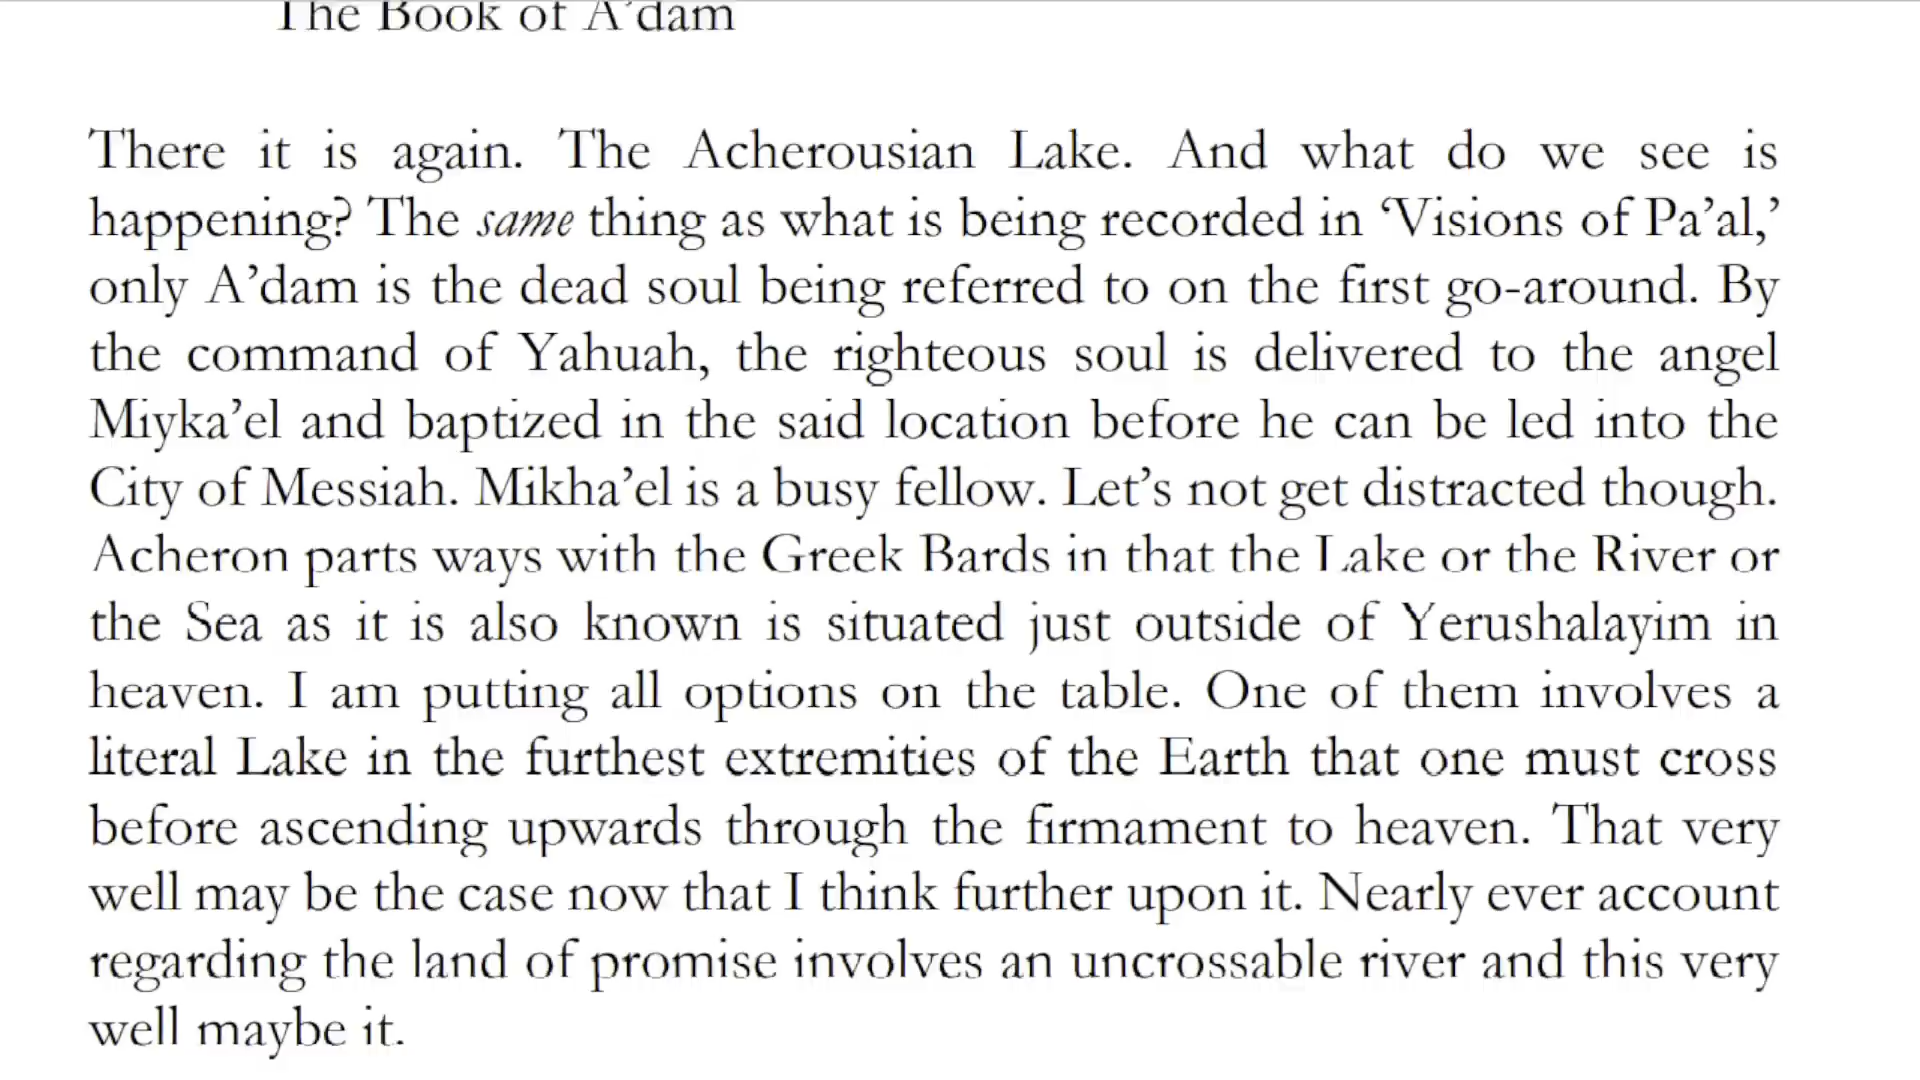 The Book of A’dam
There it is again. The Acherousian Lake. And what do we see is
happening? The same thing as what is being recorded in ‘Visions of Pa’al,’
only A’dam is the dead soul being referred to on the first go-around. By
the command of Yahuah, the righteous soul is delivered to the angel
Miyka’el and baptized in the said location before he can be led into the
City of Messiah. Mikha’el is a busy fellow. Let’s not get distracted though.
Acheron parts ways with the Greek Bards in that the Lake or the River or
the Sea as it is also known is situated just outside of Yerushalayim in
heaven. I am putting all options on the table. One of them involves a
literal Lake in the furthest extremities of the Earth that one must cross
before ascending upwards through the firmament to heaven. That very
well may be the case now that I think further upon it. Nearly ever account
regarding the land of promise involves an uncrossable river and this very
well maybe it.